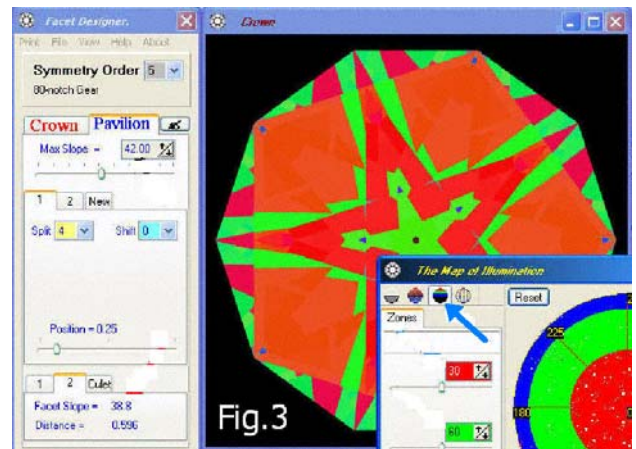 Facet Designer.
Print File View Help About
Symmetry Order 5
80-notch Gear
Crown Pavilion
Max Slope = 42.00
1 2 New
Split 4 Shift 0
Position = 0.25
1 2 Culet
Facet Slope = 38.8
Distance = 0.596
Crown
Fig.3
The Map of Illumination
Reset
Zones
30
60
225
180